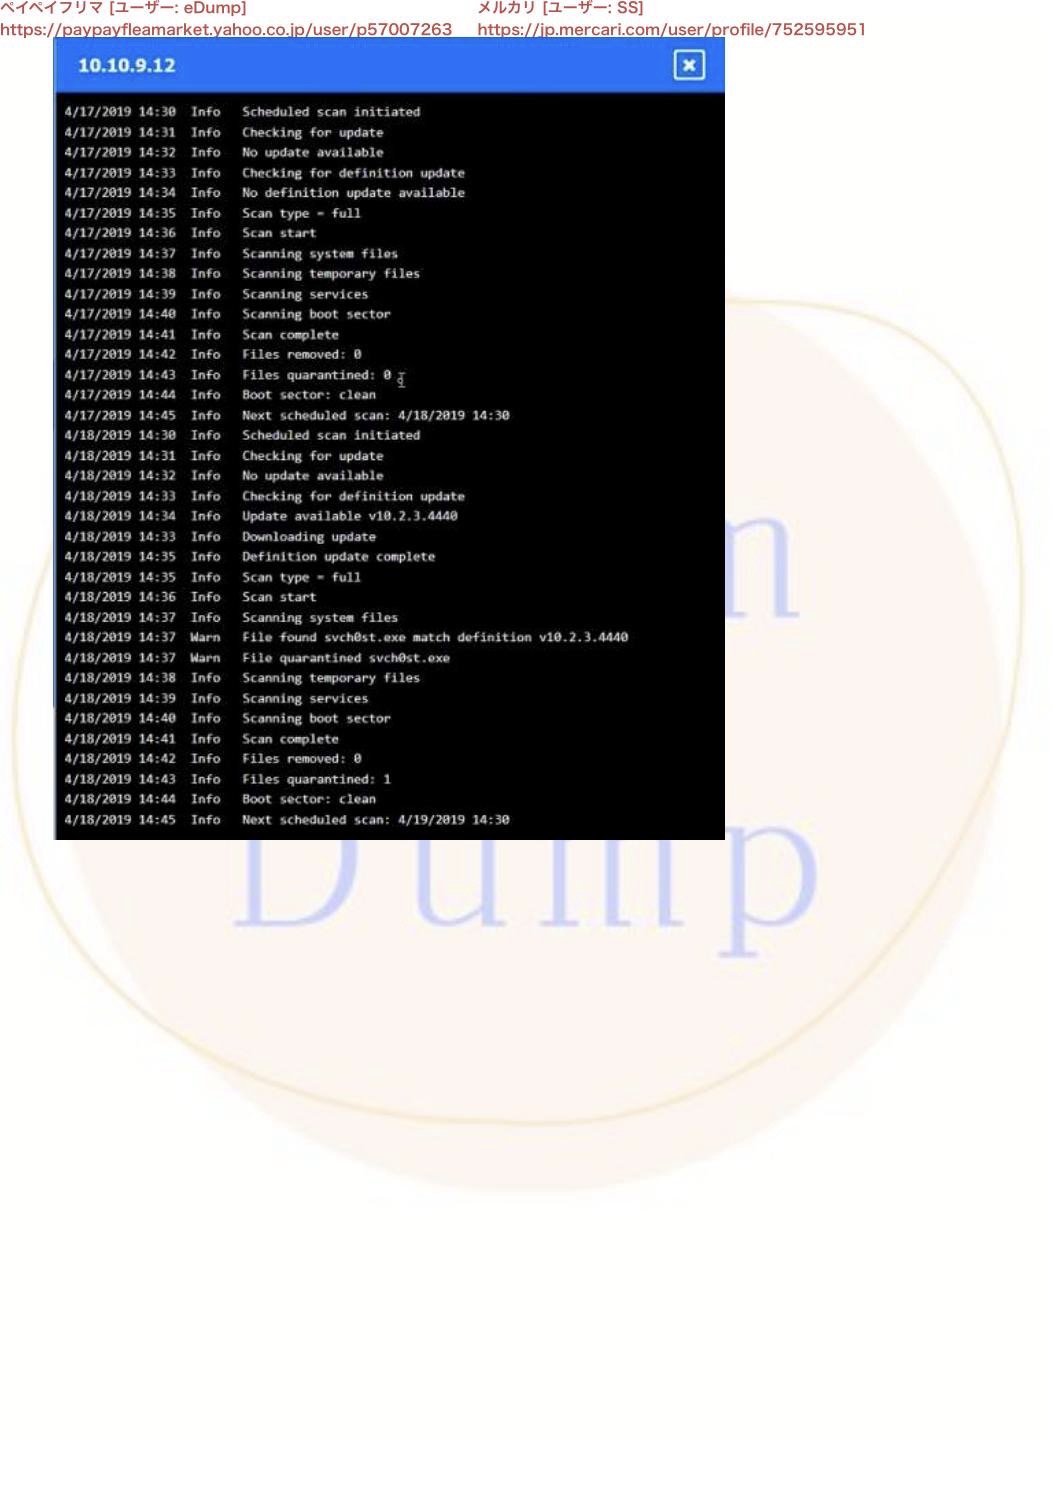 ペイペイフリマ [ユーザー: eDump]
メルカリ [ユーザー: SS]
https://paypayfleamarket.yahoo.co.jp/user/p57007263
https://jp.mercari.com/user/profile/752595951
10.10.9.12
4/17/2019 14:30 Info Scheduled scan initiated
4/17/2019 14:31 Info Checking for update
4/17/2019 14:32 Info No update available
4/17/2019 14:33 Info Checking for definition update
4/17/2019 14:34 Info No definition update available
4/17/2019 14:35 Info Scan type = full
4/17/2019 14:36 Info Scan start
4/17/2019 14:37 Info Scanning system files
4/17/2019 14:38 Info Scanning temporary files
4/17/2019 14:39 Info Scanning services
4/17/2019 14:40 Info Scanning boot sector
4/17/2019 14:41 Info Scan complete
4/17/2019 14:42 Info Files removed: 0
4/17/2019 14:43 Info Files quarantined: 0
4/17/2019 14:44 Info Boot sector: clean
4/17/2019 14:45 Info Next scheduled scan: 4/18/2019 14:30
4/18/2019 14:30 Info Scheduled scan initiated
4/18/2019 14:31 Info Checking for update
4/18/2019 14:32 Info No update available
4/18/2019 14:33 Info Checking for definition update
4/18/2019 14:34 Info Update available v10.2.3.4440
4/18/2019 14:33 Info Downloading update
4/18/2019 14:35 Info Definition update complete
4/18/2019 14:35 Info Scan type = full
4/18/2019 14:36 Info Scan start
4/18/2019 14:37 Info Scanning system files
4/18/2019 14:37 Warn File found svch0st.exe match definition v10.2.3.4440
4/18/2019 14:37 Warn File quarantined svch0st.exe
4/18/2019 14:38 Info Scanning temporary files
4/18/2019 14:39 Info Scanning services
4/18/2019 14:40 Info Scanning boot sector
4/18/2019 14:41 Info Scan complete
4/18/2019 14:42 Info Files removed: 0
4/18/2019 14:43 Info Files quarantined: 1
4/18/2019 14:44 Info Boot sector: clean
4/18/2019 14:45 Info Next scheduled scan: 4/19/2019 14:30
Dump